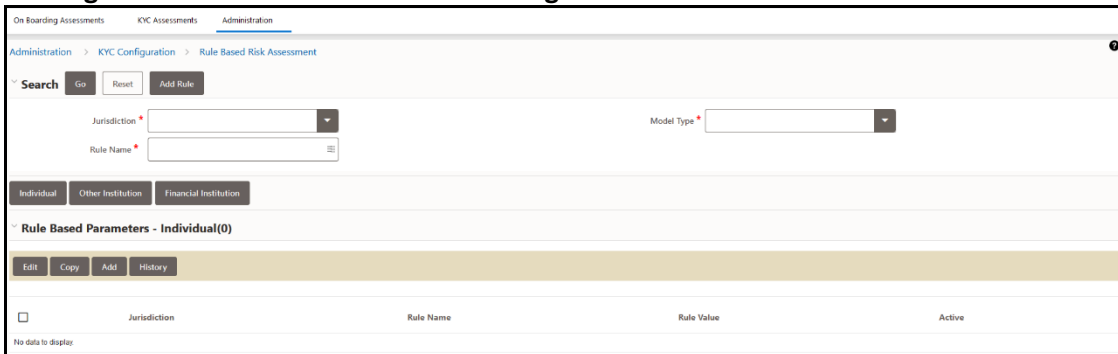 On Boarding Assessments KYC Assessments Administration
Administration > KYC Configuration > Rule Based Risk Assessment
Search Go Reset Add Rule
Jurisdiction * Model Type *
Rule Name *
Individual Other Institution Financial Institution
Rule Based Parameters - Individual(0)
Edit Copy Add History
Jurisdiction Rule Name Rule Value Active
No data to display.